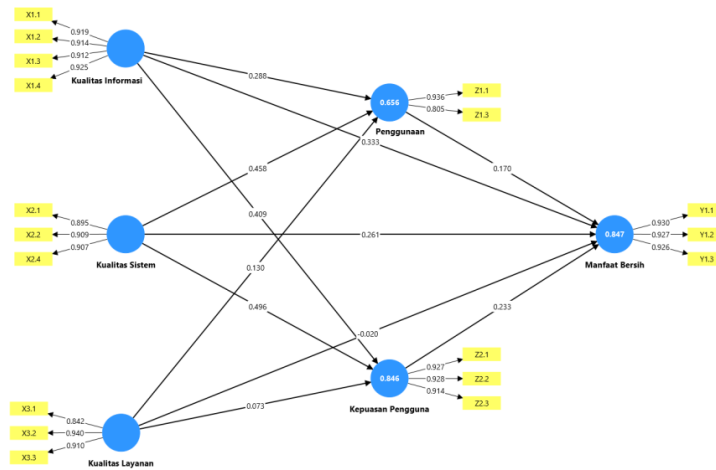 X1.1
0.919
X1.2
0.914
X1.3
0.912
X1.4
0.925
Kualitas Informasi
0.288
0.333
0.409
X2.1
0.895
X2.2
0.909
X2.4
0.907
Kualitas Sistem
0.458
0.261
0.496
X3.1
0.842
X3.2
0.940
X3.3
0.910
Kualitas Layanan
0.130
-0.020
0.073
0.656
Penggunaan
0.936
Z1.1
0.805
Z1.3
0.170
0.846
Kepuasan Pengguna
0.927
Z2.1
0.928
Z2.2
0.914
Z2.3
0.233
0.847
Manfaat Bersih
0.930
Y1.1
0.927
Y1.2
0.926
Y1.3